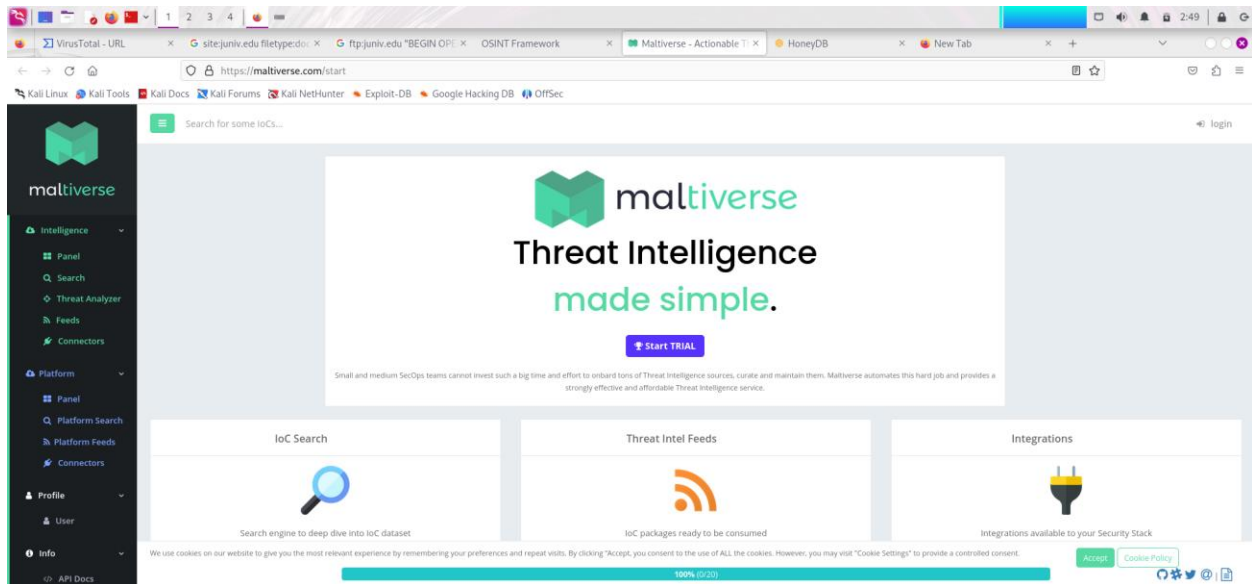 1 2 3 4
2:49
VirusTotal - URL
site:juniv.edu filetype:doc
ftp:juniv.edu "BEGIN OPE
OSINT Framework
Maltiverse - Actionable T
HoneyDB
New Tab
https://maltiverse.com/start
Kali Linux Kali Tools Kali Docs Kali Forums Kali NetHunter Exploit-DB Google Hacking DB OffSec
maltiverse
Intelligence
Panel
Search
Threat Analyzer
Feeds
Connectors
Platform
Panel
Platform Search
Platform Feeds
Connectors
Profile
User
Info
API Docs
Search for some IoCs...
login
maltiverse
Threat Intelligence
made simple.
Start TRIAL
Small and medium SecOps teams cannot invest such a big time and effort to onbard tons of Threat Intelligence sources, curate and maintain them. Maltiverse automates this hard job and provides a
strongly effective and affordable Threat Intelligence service.
IoC Search
Search engine to deep dive into IoC dataset
Threat Intel Feeds
IoC packages ready to be consumed
Integrations
Integrations available to your Security Stack
We use cookies on our website to give you the most relevant experience by remembering your preferences and repeat visits. By clicking "Accept, you consent to the use of ALL the cookies. However, you may visit "Cookie Settings" to provide a controlled consent.
Accept
Cookie Policy
100% (0/20)